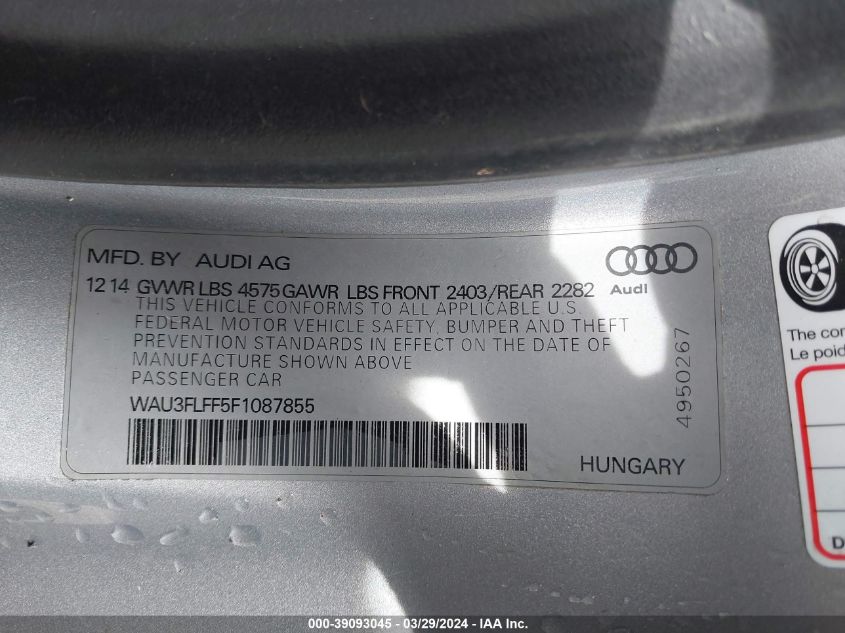 MFD. BY AUDI AG
Audi
12 14 GVWR LBS 4575 GAWR LBS FRONT 2403/REAR 2282
THIS VEHICLE CONFORMS TO ALL APPLICABLE U.S.
FEDERAL MOTOR VEHICLE SAFETY, BUMPER AND THEFT
PREVENTION STANDARDS IN EFFECT ON THE DATE OF
MANUFACTURE SHOWN ABOVE
PASSENGER CAR
WAU3FLFF5F1087855
HUNGARY
4950267
The co
Le poid
D
000-39093045 - 03/29/2024 - IAA Inc.